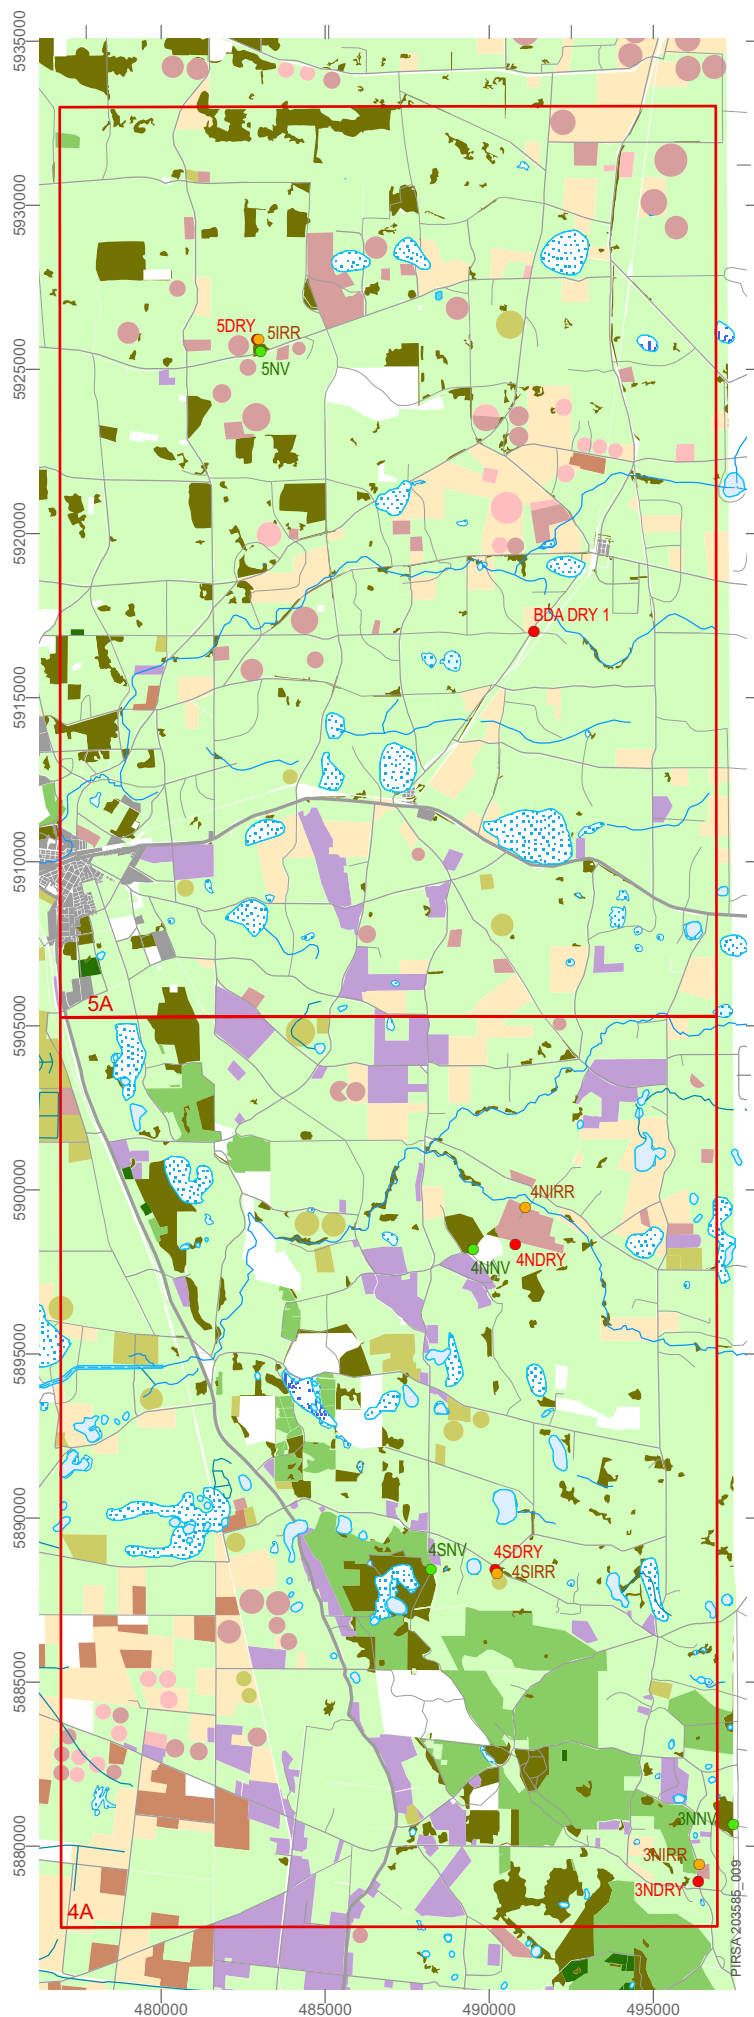 5935000
5930000
5DRY
5IRR
5NV
5925000
5920000
BDA DRY 1
5915000
5910000
5A
5905000
5900000
4NIRR
4NDRY
4NNV
5895000
5890000
4SNV
4SDRY
4SIRR
5885000
3NNV
5880000
3NIRR
3NDRY
4A
PIRSA 203585_009
480000
485000
490000
495000